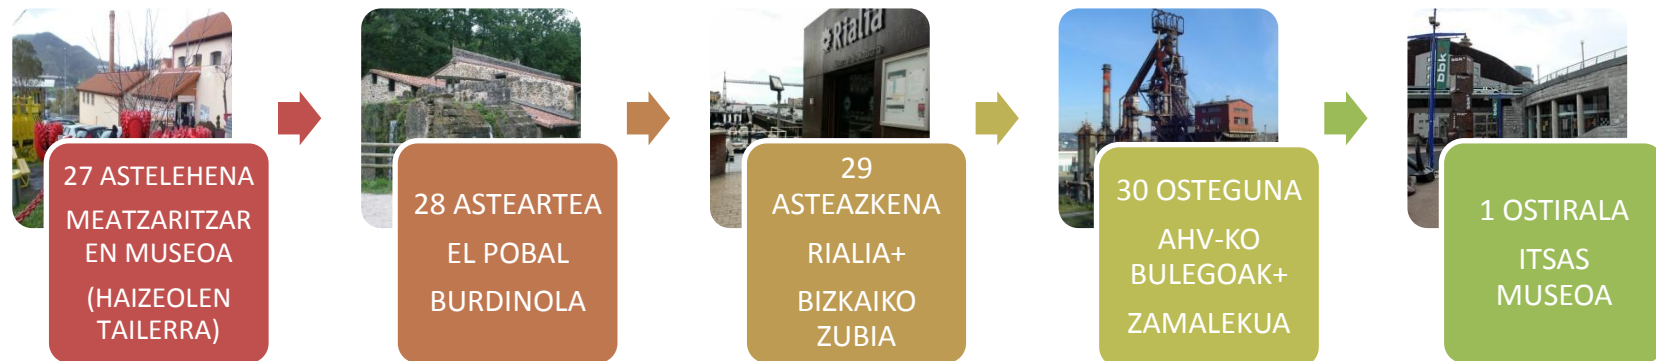 27 ASTELEHENA
MEATZARITZAR
EN MUSEOA
(HAIZEOLEN
TAILERRA)
28 ASTEARTEA
EL POBAL
BURDINOLA
Rialia
29
ASTEAZKENA
RIALIA+
BIZKAIKO
ZUBIA
30 OSTEGUNA
AHV-KO
BULEGOAK+
ZAMALEKUA
bbk
1 OSTIRALA
ITSAS
MUSEOA